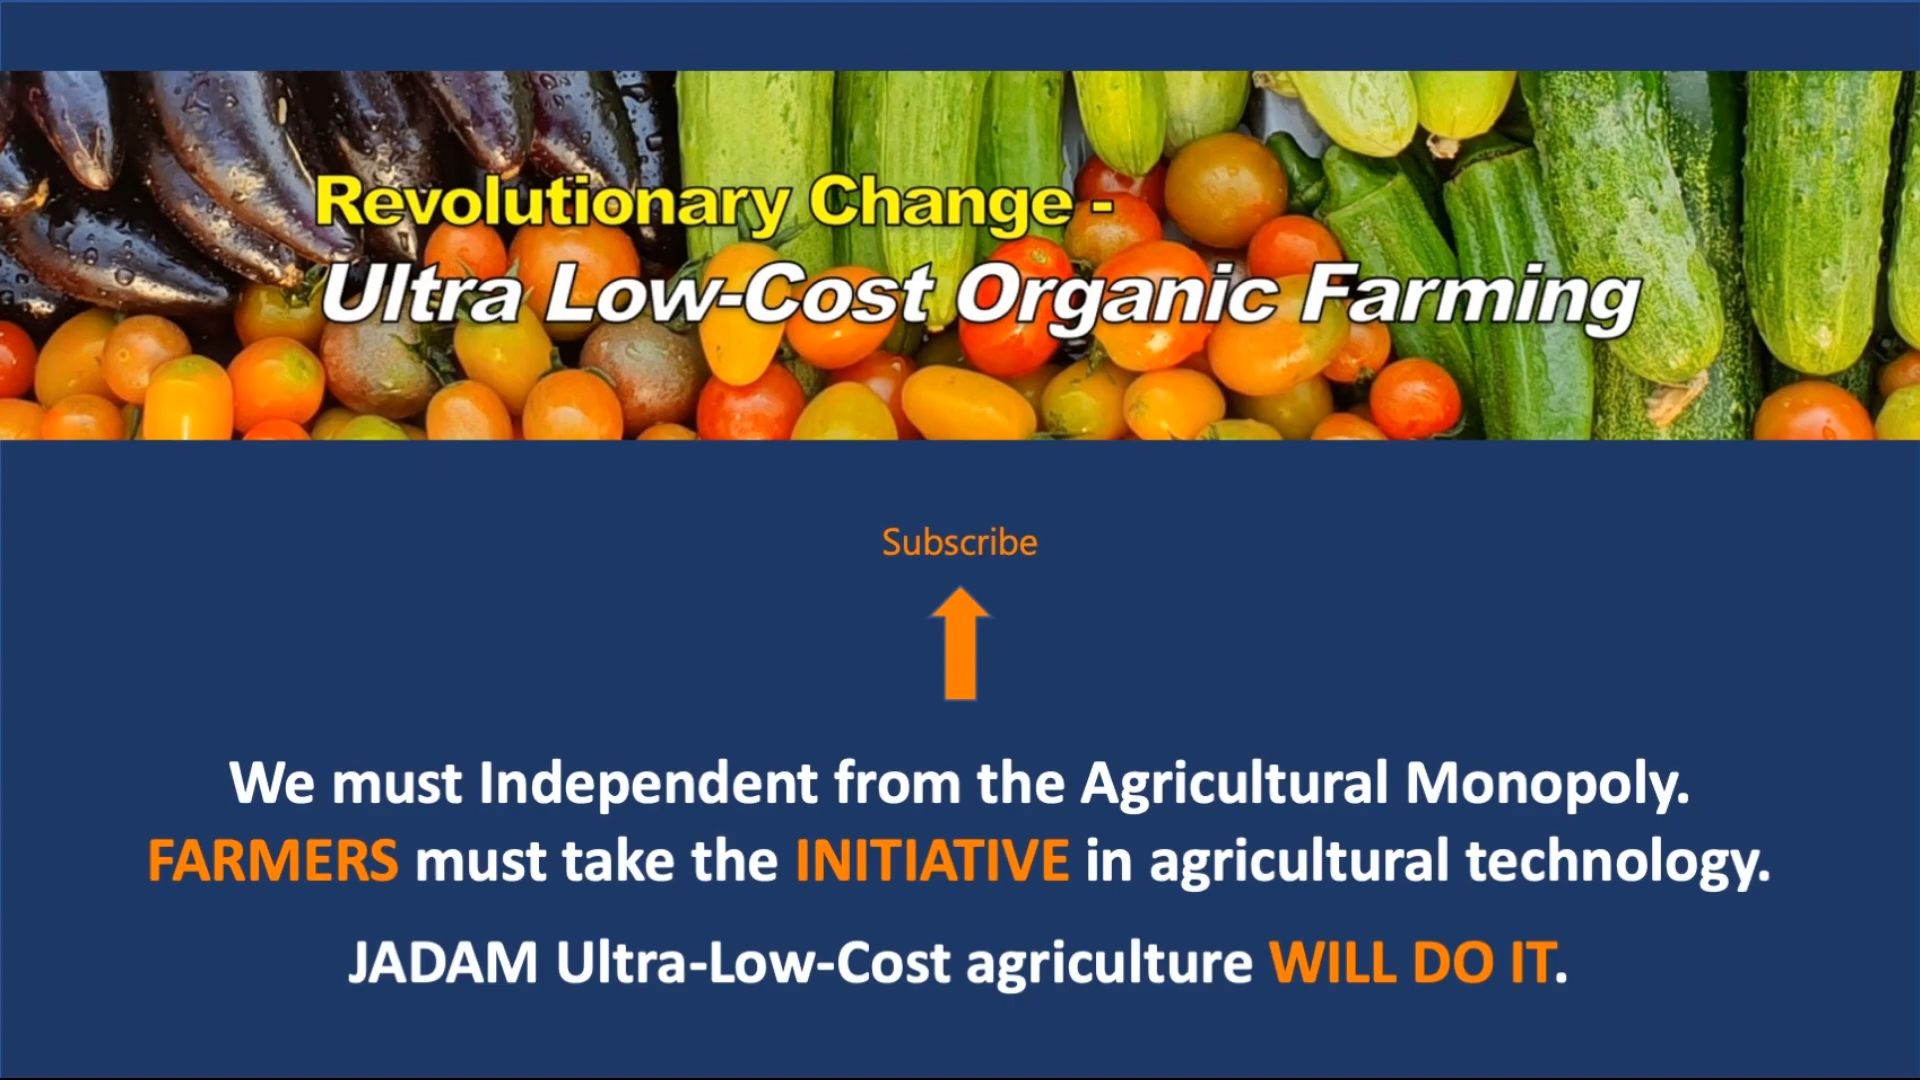 Revolutionary Change -
Ultra Low-Cost Organic Farming
Subscribe
We must Independent from the Agricultural Monopoly.
FARMERS must take the INITIATIVE in agricultural technology.
JADAM Ultra-Low-Cost agriculture WILL DO IT.